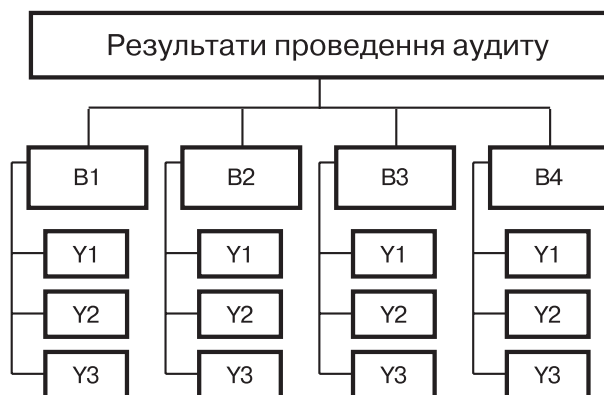 Результати проведення аудиту
B1 B2 B3 B4
Y1 Y1 Y1 Y1
Y2 Y2 Y2 Y2
Y3 Y3 Y3 Y3